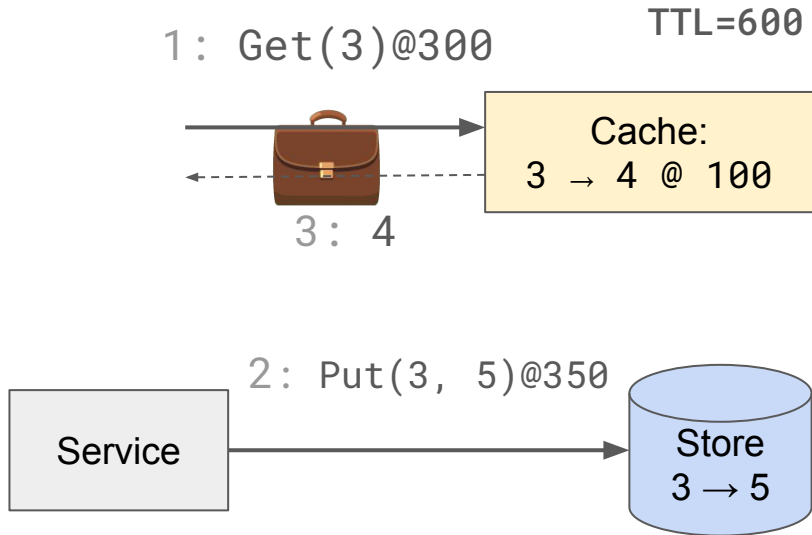 TTL=600
1: Get(3)@300
Cache:
3 → 4 @ 100
3: 4
2: Put(3, 5)@350
Service
Store
3 → 5